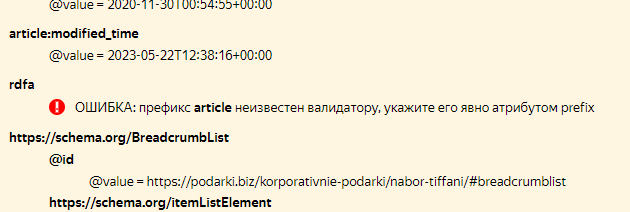 @value = 2020-11-30T00:54:55+00:00
article:modified_time
@value = 2023-05-22T12:38:16+00:00
rdfa
ОШИБКА: префикс article неизвестен валидатору, укажите его явно атрибутом prefix
https://schema.org/BreadcrumbList
@id
@value = https://podarki.biz/korporativnie-podarki/nabor-tiffani/#breadcrumblist
https://schema.org/itemListElement